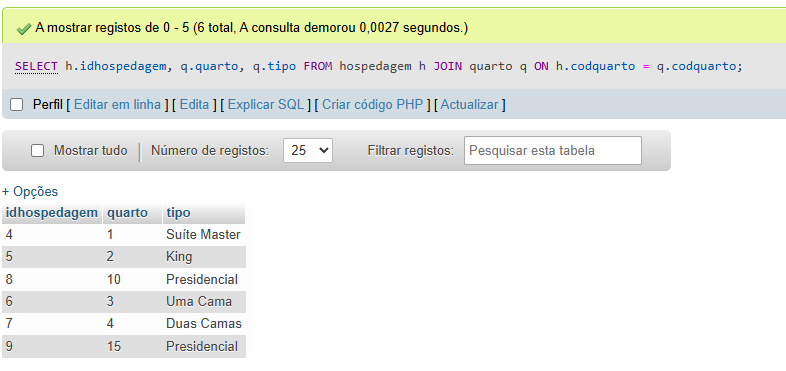 A mostrar registos de 0 - 5 (6 total, A consulta demorou 0,0027 segundos.)
SELECT h.idhospedagem, q.quarto, q.tipo FROM hospedagem h JOIN quarto q ON h.codquarto = q.codquarto;
Perfil [ Editar em linha ] [ Edita ] [ Explicar SQL ] [ Criar código PHP ] [ Actualizar ]
Mostrar tudo | Número de registos: 25 Filtrar registos: Pesquisar esta tabela
+ Opções
idhospedagem quarto tipo
4 1 Suíte Master
5 2 King
8 10 Presidencial
6 3 Uma Cama
7 4 Duas Camas
9 15 Presidencial